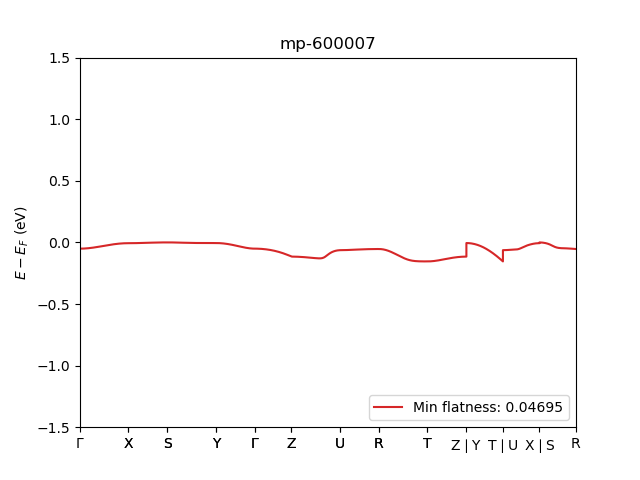 mp-600007
1.5
1.0
0.5
0.0
−0.5
−1.0
−1.5
E − E_F (eV)
Γ X S Y Γ Z U R T Z | Y T | U X | S R
Min flatness: 0.04695